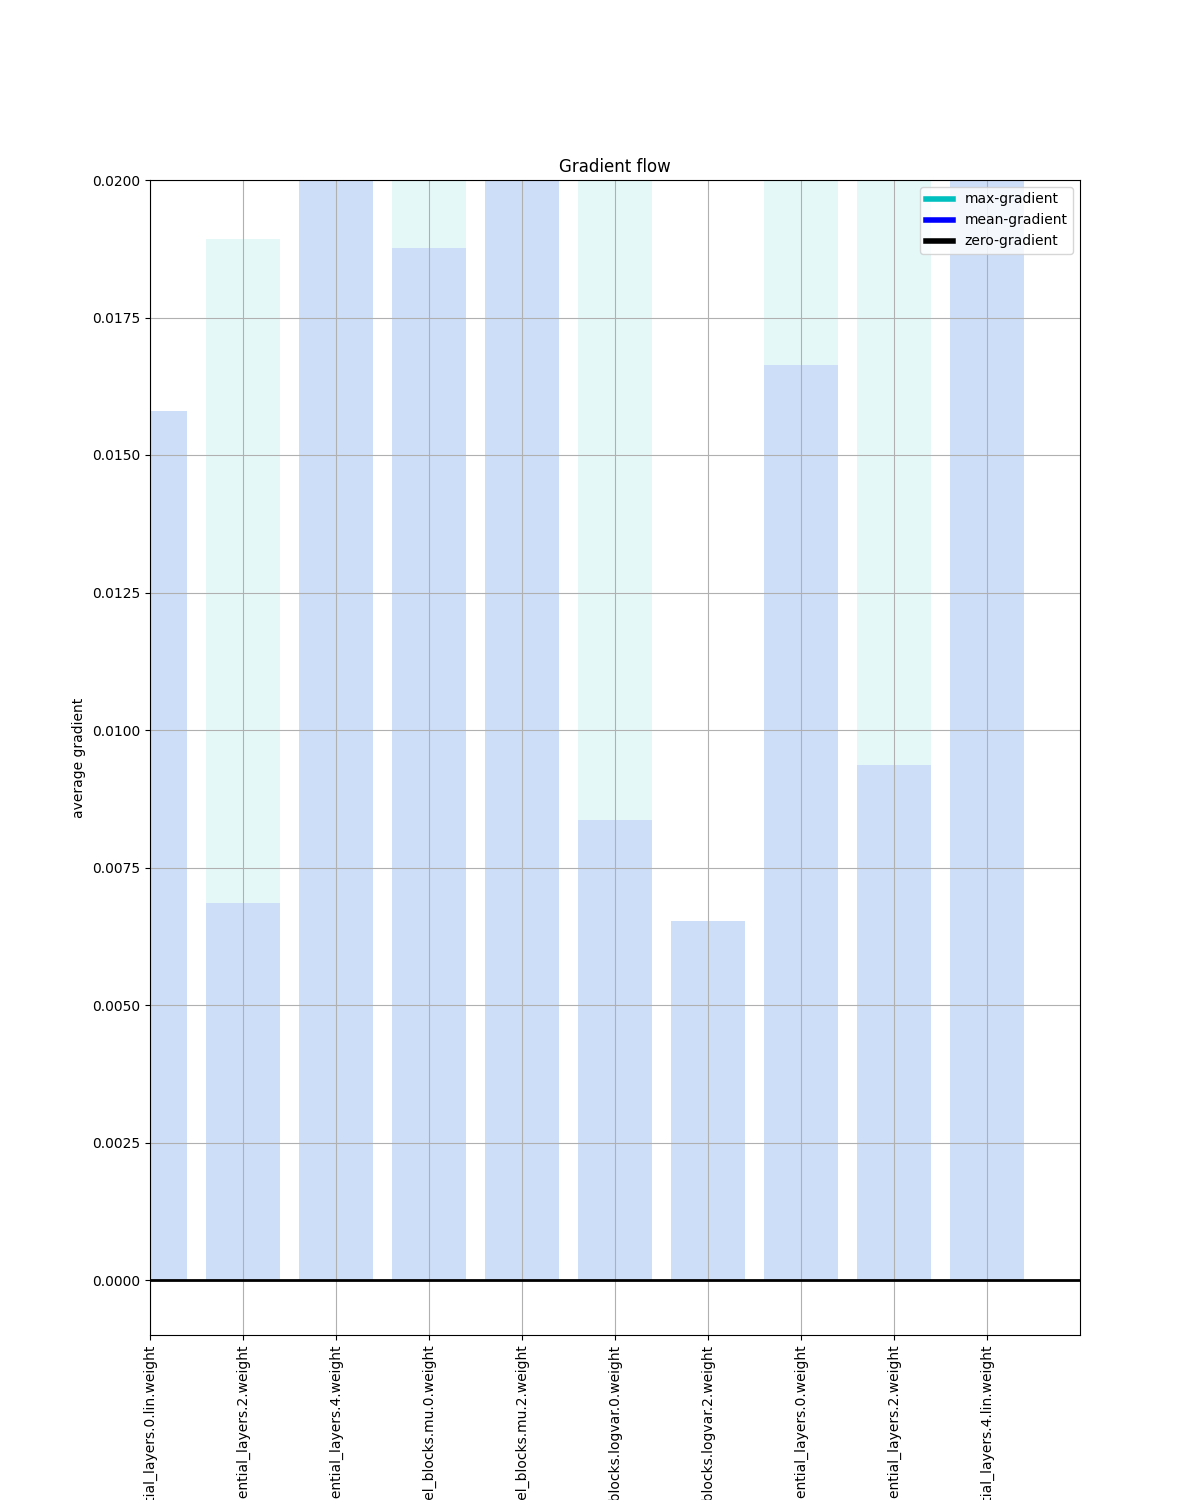 Gradient flow
max-gradient
mean-gradient
zero-gradient
0.0200
0.0175
0.0150
0.0125
0.0100
0.0075
0.0050
0.0025
0.0000
average gradient
tial_layers.0.lin.weight
ential_layers.2.weight
ential_layers.4.weight
el_blocks.mu.0.weight
el_blocks.mu.2.weight
blocks.logvar.0.weight
blocks.logvar.2.weight
ential_layers.0.weight
ential_layers.2.weight
tial_layers.4.lin.weight